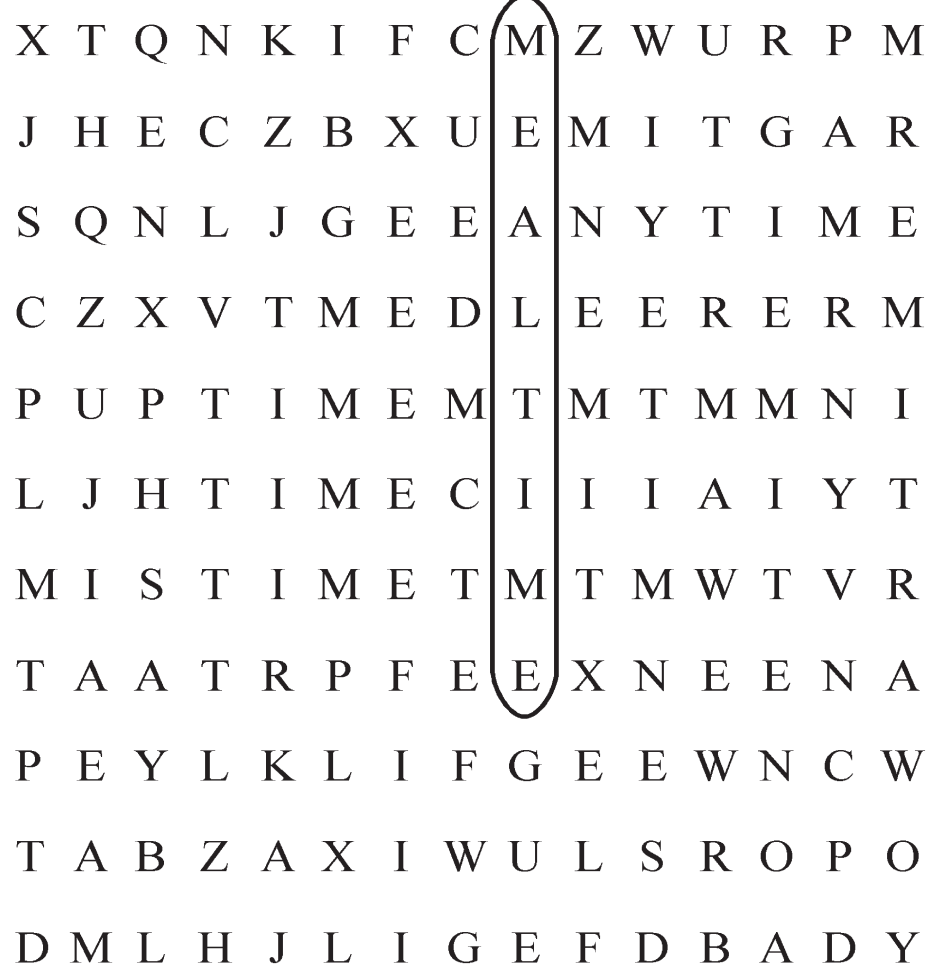 X T Q N K I F C M Z W U R P M
J H E C Z B X U E M I T G A R
S Q N L J G E E A N Y T I M E
C Z X V T M E D L E E R E R M
P U P T I M E M T M T M M N I
L J H T I M E C I I I A I Y T
M I S T I M E T M T M W T V R
T A A T R P F E E X N E E N A
P E Y L K L I F G E E W N C W
T A B Z A X I W U L S R O P O
D M L H J L I G E F D B A D Y